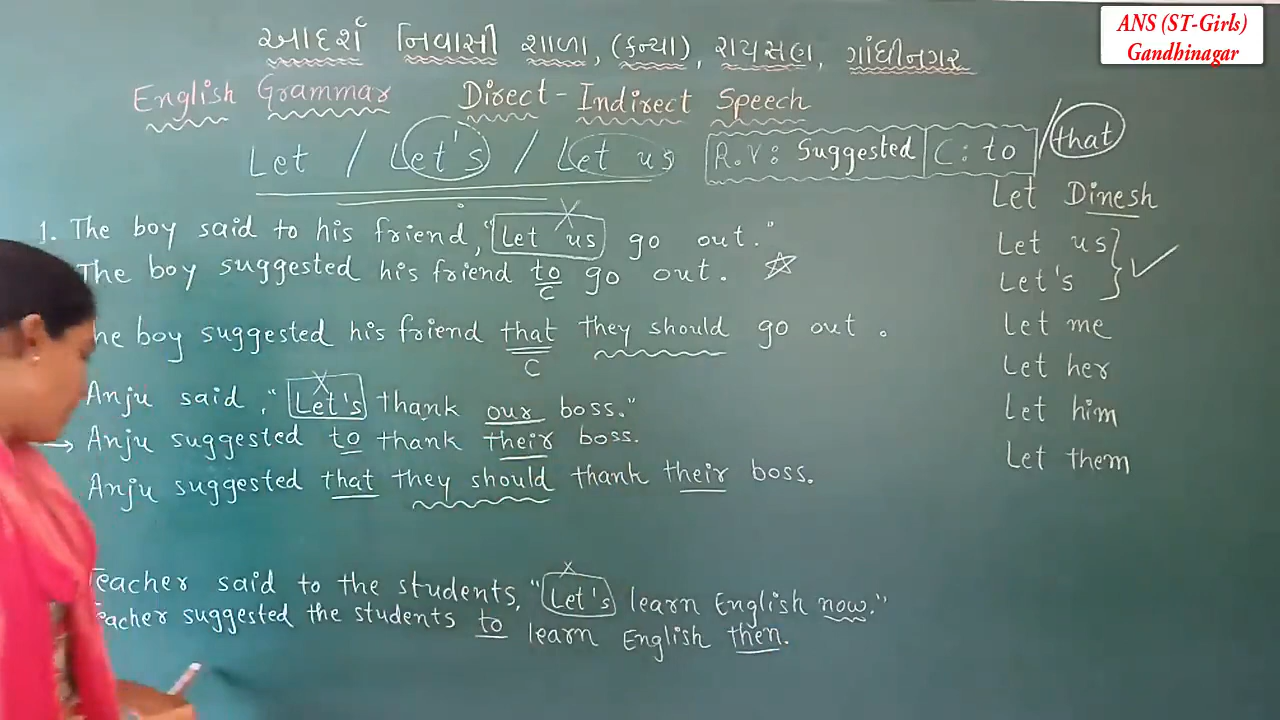 ANS (ST-Girls)
Gandhinagar
આદર્શ નિવાસી શાળા, (કન્યા), રાયસણ, ગાંધીનગર
English Grammar Direct-Indirect Speech
Let / Let's / Let us R.V: Suggested C: to / that
1. The boy said to his friend, "Let us go out."
The boy suggested his friend to go out.
C
he boy suggested his friend that they should go out.
C
Anju said, "Let's thank our boss."
→ Anju suggested to thank their boss.
Anju suggested that they should thank their boss.
Teacher said to the students, "Let's learn English now."
Teacher suggested the students to learn English then.
Let Dinesh
Let us
Let's
Let me
Let her
Let him
Let them